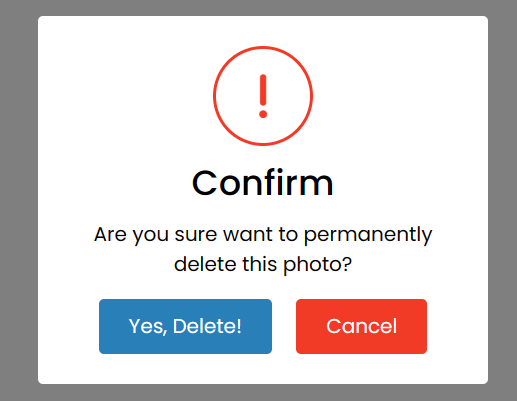 Confirm
Are you sure want to permanently
delete this photo?
Yes, Delete!
Cancel